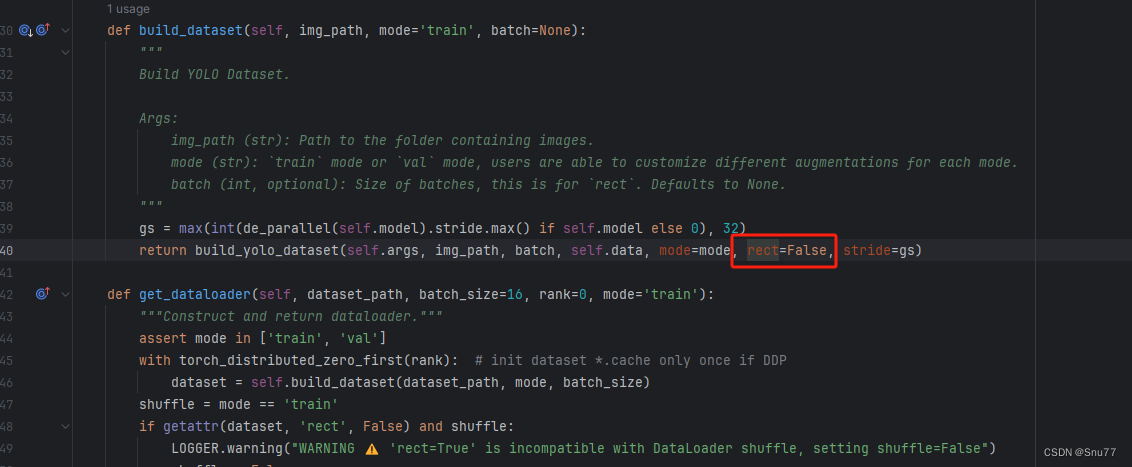 1 usage
30 def build_dataset(self, img_path, mode='train', batch=None):
31 """
32 Build YOLO Dataset.
33
34 Args:
35 img_path (str): Path to the folder containing images.
36 mode (str): `train` mode or `val` mode, users are able to customize different augmentations for each mode.
37 batch (int, optional): Size of batches, this is for `rect`. Defaults to None.
38 """
39 gs = max(int(de_parallel(self.model).stride.max() if self.model else 0), 32)
40 return build_yolo_dataset(self.args, img_path, batch, self.data, mode=mode, rect=False, stride=gs)
41
42 def get_dataloader(self, dataset_path, batch_size=16, rank=0, mode='train'):
43 """Construct and return dataloader."""
44 assert mode in ['train', 'val']
45 with torch_distributed_zero_first(rank):  # init dataset *.cache only once if DDP
46 dataset = self.build_dataset(dataset_path, mode, batch_size)
47 shuffle = mode == 'train'
48 if getattr(dataset, 'rect', False) and shuffle:
49 LOGGER.warning("WARNING ⚠️ 'rect=True' is incompatible with DataLoader shuffle, setting shuffle=False")
CSDN @Snu77